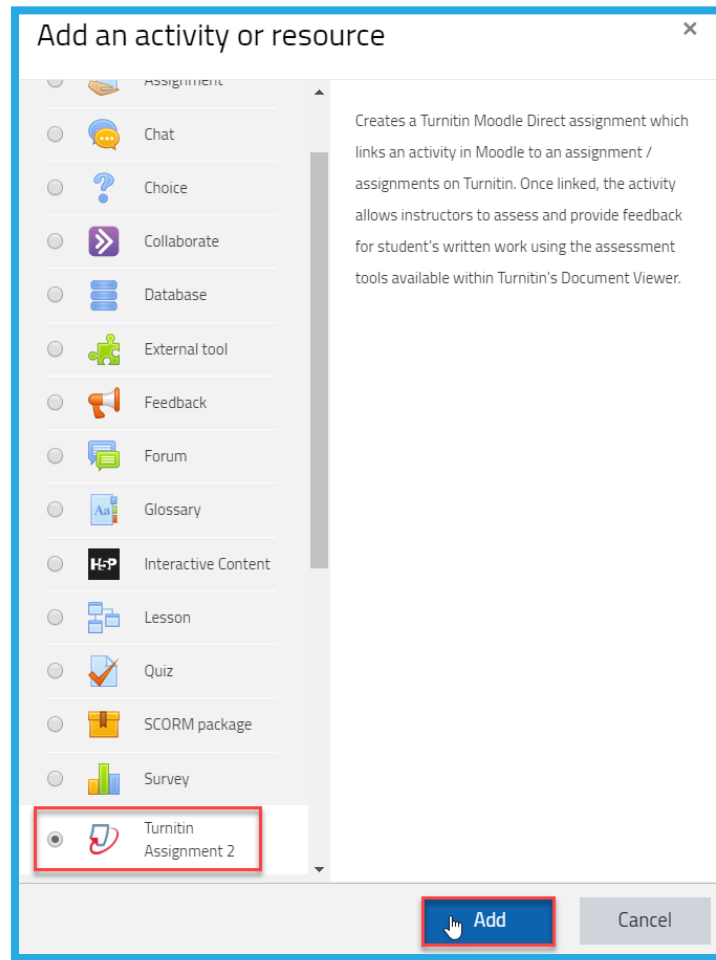 Add an activity or resource
×
Assignment
Chat
Choice
Collaborate
Database
External tool
Feedback
Forum
Aa
Glossary
H5P
Interactive Content
Lesson
Quiz
SCORM package
Survey
Turnitin
Assignment 2
Creates a Turnitin Moodle Direct assignment which
links an activity in Moodle to an assignment /
assignments on Turnitin. Once linked, the activity
allows instructors to assess and provide feedback
for student's written work using the assessment
tools available within Turnitin's Document Viewer.
Add
Cancel